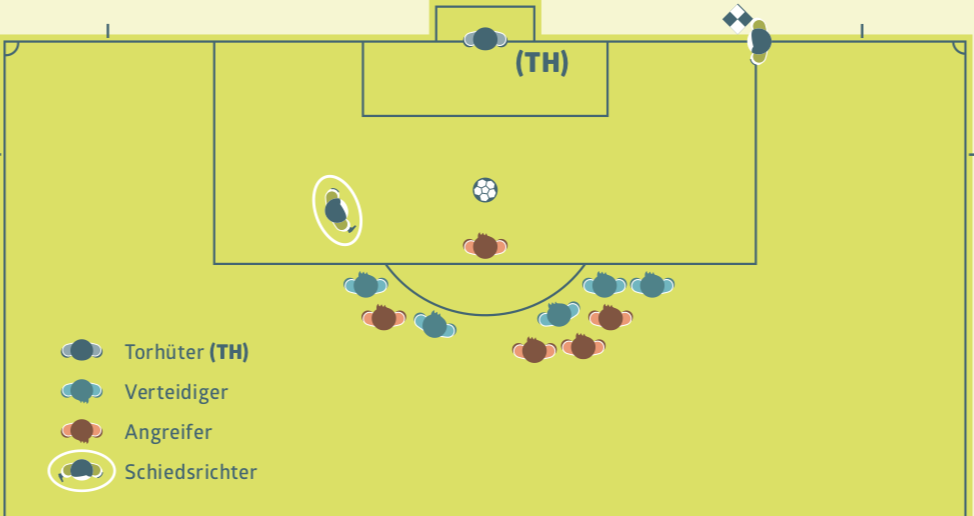 (TH)
Torhüter (TH)
Verteidiger
Angreifer
Schiedsrichter